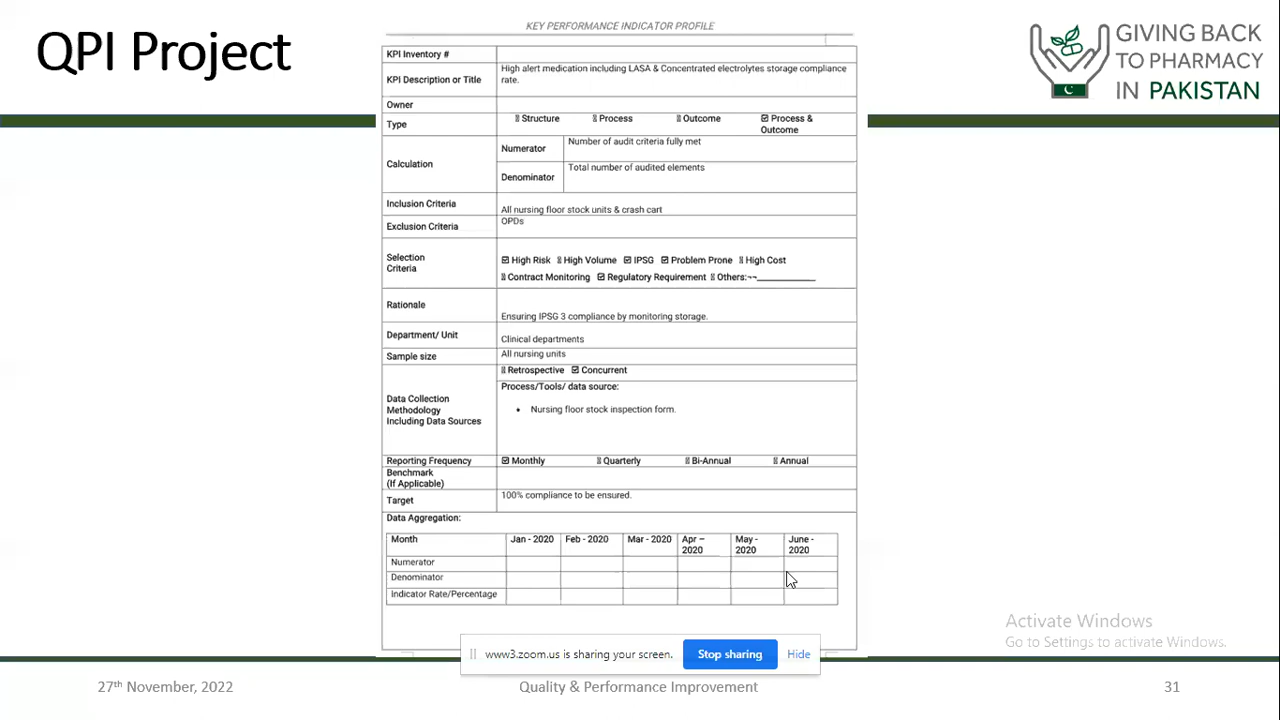 QPI Project
GIVING BACK
TO PHARMACY
IN PAKISTAN
KEY PERFORMANCE INDICATOR PROFILE
KPI Inventory #
KPI Description or Title
High alert medication including LASA & Concentrated electrolytes storage compliance
rate.
Owner
Type
Structure Process Outcome ☑ Process &
Outcome
Calculation
Numerator
Number of audit criteria fully met
Denominator
Total number of audited elements
Inclusion Criteria
All nursing floor stock units & crash cart
Exclusion Criteria
OPDs
Selection
Criteria
☑ High Risk High Volume ☑ IPSG ☑ Problem Prone High Cost
Contract Monitoring ☑ Regulatory Requirement Others:¬¬______________
Rationale
Ensuring IPSG 3 compliance by monitoring storage.
Department/ Unit
Clinical departments
Sample size
All nursing units
Data Collection
Methodology
Including Data Sources
Retrospective ☑ Concurrent
Process/Tools/ data source:
• Nursing floor stock inspection form.
Reporting Frequency
☑ Monthly Quarterly Bi-Annual Annual
Benchmark
(If Applicable)
Target
100% compliance to be ensured.
Data Aggregation:
Month Jan - 2020 Feb - 2020 Mar - 2020 Apr – 2020 May - 2020 June - 2020
Numerator
Denominator
Indicator Rate/Percentage
Activate Windows
Go to Settings to activate Windows.
www3.zoom.us is sharing your screen. Stop sharing Hide
27th November, 2022 Quality & Performance Improvement 31